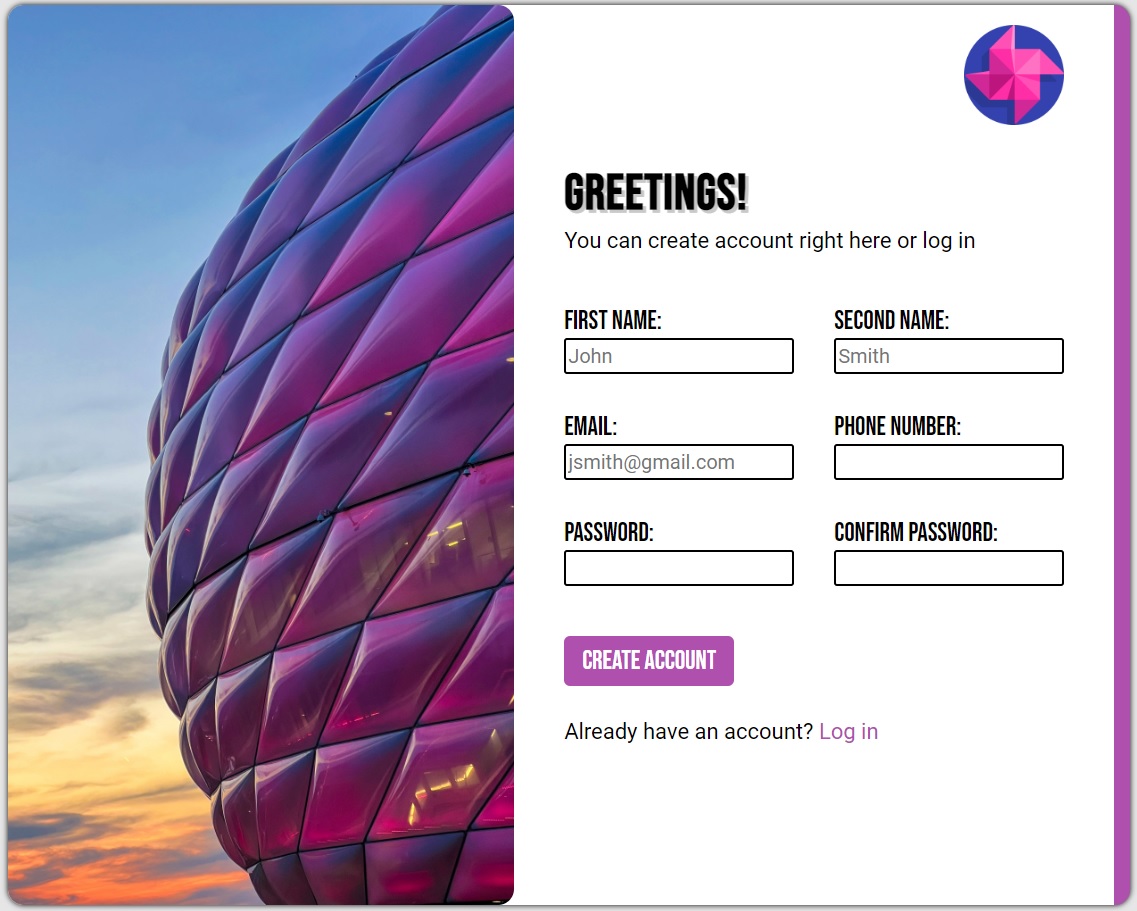 GREETINGS!
You can create account right here or log in
FIRST NAME: SECOND NAME:
John Smith
EMAIL: PHONE NUMBER:
jsmith@gmail.com
PASSWORD: CONFIRM PASSWORD:
CREATE ACCOUNT
Already have an account? Log in